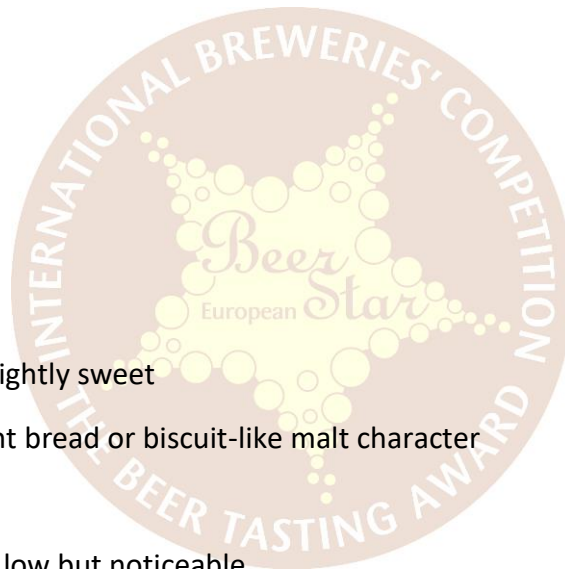 INTERNATIONAL BREWERIES' COMPETITION
Beer
European Star
ightly sweet
nt bread or biscuit-like malt character
THE BEER TASTING AWARD
low but noticeable